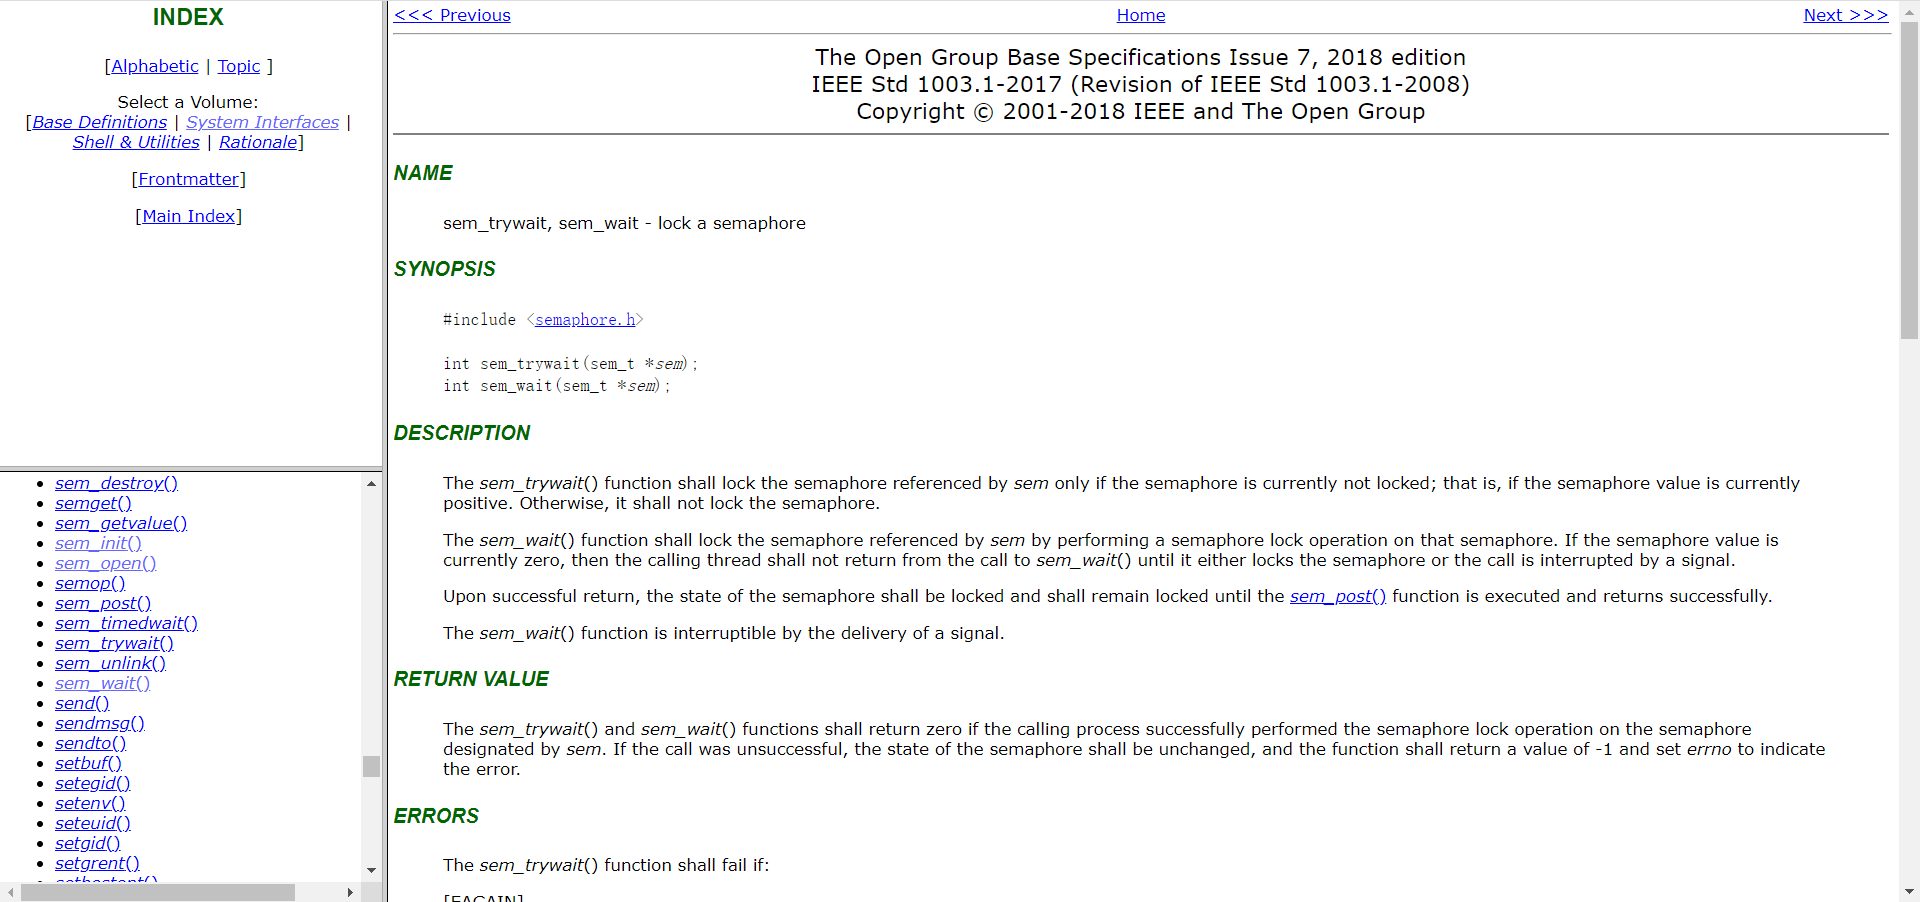 INDEX
[Alphabetic | Topic ]
Select a Volume:
[Base Definitions | System Interfaces |
Shell & Utilities | Rationale]
[Frontmatter]
[Main Index]
sem_destroy()
semget()
sem_getvalue()
sem_init()
sem_open()
semop()
sem_post()
sem_timedwait()
sem_trywait()
sem_unlink()
sem_wait()
send()
sendmsg()
sendto()
setbuf()
setegid()
setenv()
seteuid()
setgid()
setgrent()
<<< Previous Home Next >>>
The Open Group Base Specifications Issue 7, 2018 edition
IEEE Std 1003.1-2017 (Revision of IEEE Std 1003.1-2008)
Copyright © 2001-2018 IEEE and The Open Group
NAME
sem_trywait, sem_wait - lock a semaphore
SYNOPSIS
#include <semaphore.h>
int sem_trywait(sem_t *sem);
int sem_wait(sem_t *sem);
DESCRIPTION
The sem_trywait() function shall lock the semaphore referenced by sem only if the semaphore is currently not locked; that is, if the semaphore value is currently
positive. Otherwise, it shall not lock the semaphore.
The sem_wait() function shall lock the semaphore referenced by sem by performing a semaphore lock operation on that semaphore. If the semaphore value is
currently zero, then the calling thread shall not return from the call to sem_wait() until it either locks the semaphore or the call is interrupted by a signal.
Upon successful return, the state of the semaphore shall be locked and shall remain locked until the sem_post() function is executed and returns successfully.
The sem_wait() function is interruptible by the delivery of a signal.
RETURN VALUE
The sem_trywait() and sem_wait() functions shall return zero if the calling process successfully performed the semaphore lock operation on the semaphore
designated by sem. If the call was unsuccessful, the state of the semaphore shall be unchanged, and the function shall return a value of -1 and set errno to indicate
the error.
ERRORS
The sem_trywait() function shall fail if:
[EAGAIN]